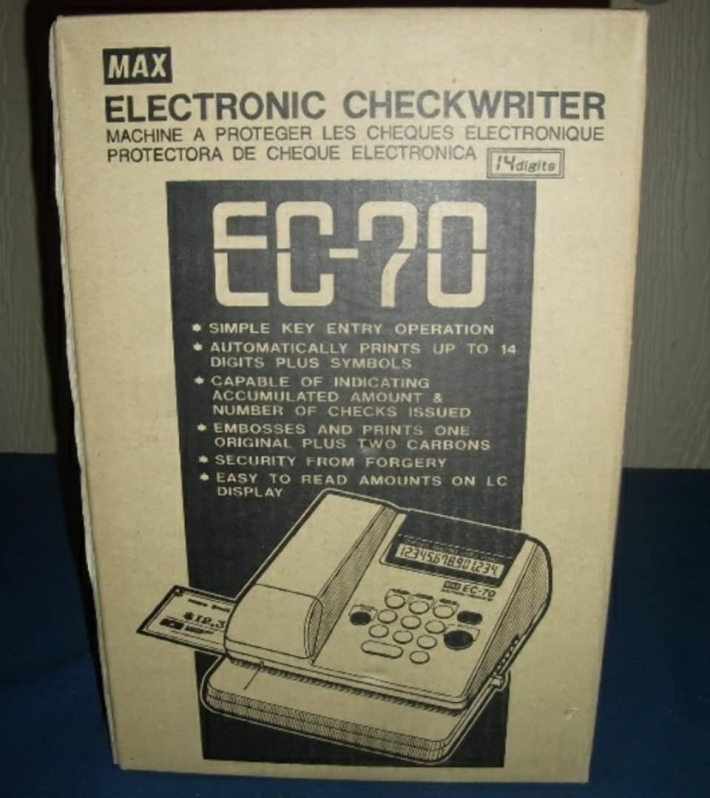 MAX
ELECTRONIC CHECKWRITER
MACHINE A PROTEGER LES CHEQUES ELECTRONIQUE
PROTECTORA DE CHEQUE ELECTRONICA 14digits
EC-70
* SIMPLE KEY ENTRY OPERATION
* AUTOMATICALLY PRINTS UP TO 14
DIGITS PLUS SYMBOLS
* CAPABLE OF INDICATING
ACCUMULATED AMOUNT &
NUMBER OF CHECKS ISSUED
* EMBOSSES AND PRINTS ONE
ORIGINAL PLUS TWO CARBONS
* SECURITY FROM FORGERY
* EASY TO READ AMOUNTS ON LC
DISPLAY
12345678901234.
MAX EC-70